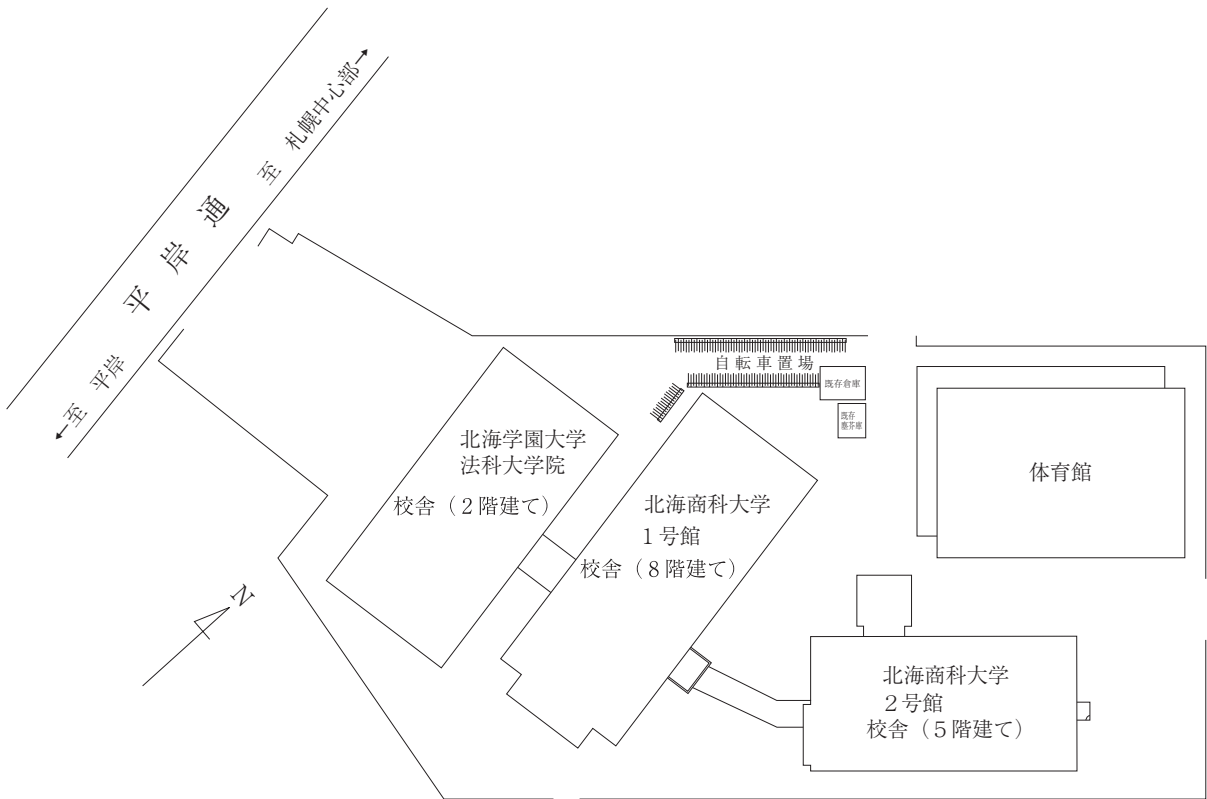 至 札幌中心部→
平岸通
←至 平岸
自転車置場
既存倉庫
既存
塵芥庫
北海学園大学
法科大学院
校舎（２階建て）
北海商科大学
１号館
校舎（８階建て）
体育館
N
北海商科大学
２号館
校舎（５階建て）